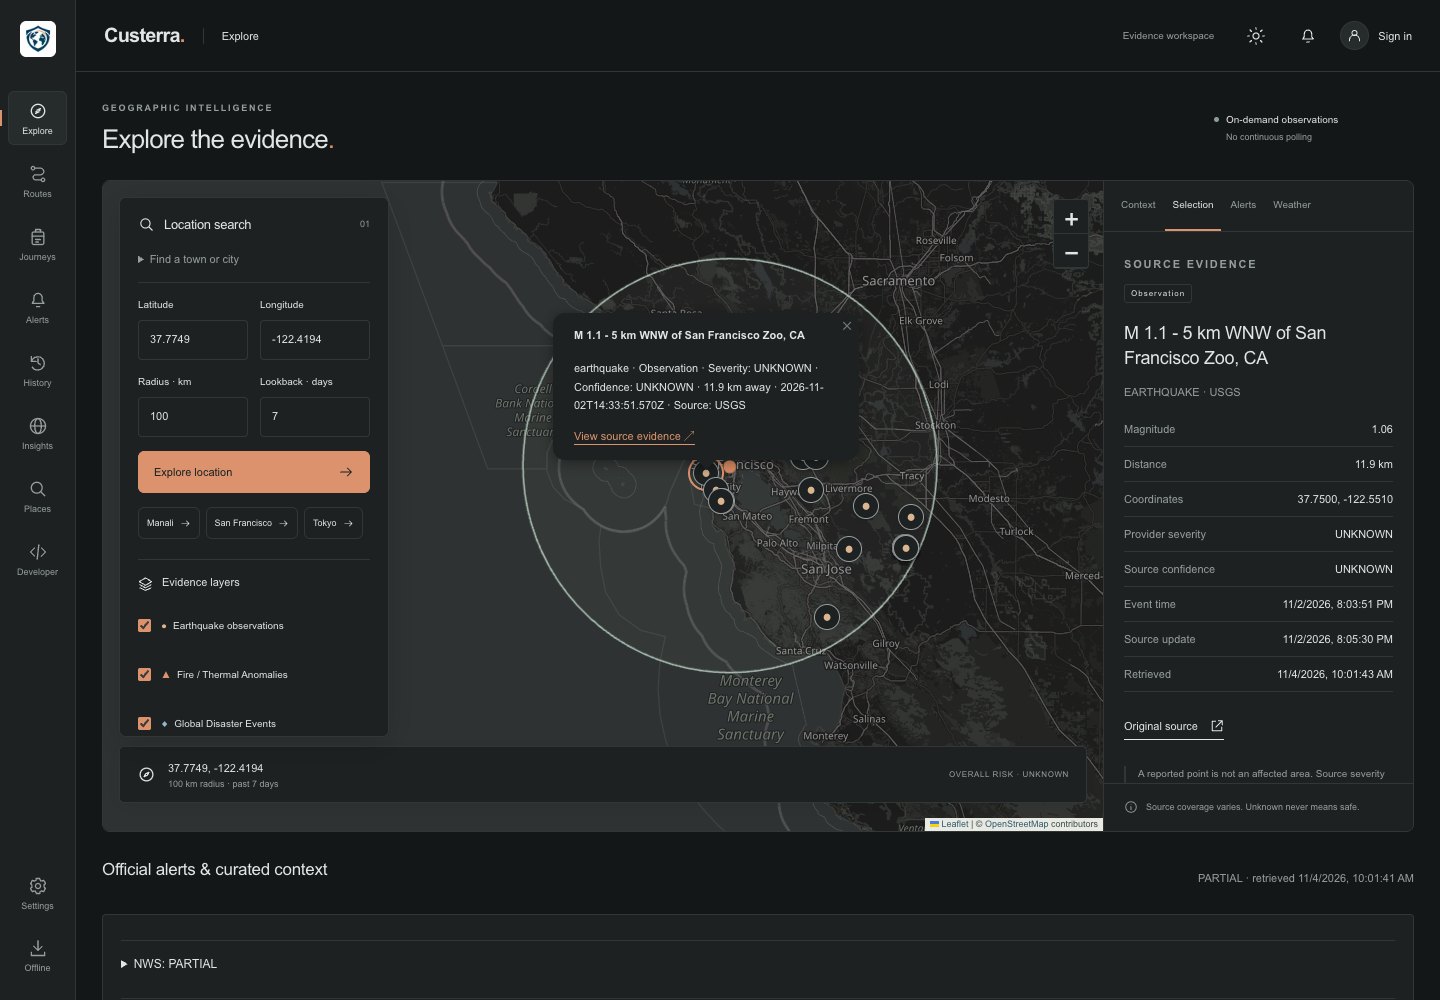 Custerra.
Explore
Evidence workspace
Sign in
Explore
Routes
Journeys
Alerts
History
Insights
Places
Developer
Settings
Offline
GEOGRAPHIC INTELLIGENCE
Explore the evidence.
On-demand observations
No continuous polling
Location search
01
Find a town or city
Latitude
Longitude
37.7749
-122.4194
Radius · km
Lookback · days
100
7
Explore location
Manali
San Francisco
Tokyo
Evidence layers
Earthquake observations
Fire / Thermal Anomalies
Global Disaster Events
Roseville
Folsom
Sacramento
Elk Grove
Lodi
Stockton
Tracy
Modesto
Turlock
Merced
Livermore
Fremont
San Mateo
Palo Alto
San Jose
Gilroy
Santa Cruz
Watsonville
Salinas
Monterey
Monterey
Bay National
Marine
Sanctuary
M 1.1 - 5 km WNW of San Francisco Zoo, CA
earthquake · Observation · Severity: UNKNOWN ·
Confidence: UNKNOWN · 11.9 km away · 2026-11-
02T14:33:51.570Z · Source: USGS
View source evidence
37.7749, -122.4194
100 km radius · past 7 days
OVERALL RISK · UNKNOWN
Leaflet | © OpenStreetMap contributors
Context
Selection
Alerts
Weather
SOURCE EVIDENCE
Observation
M 1.1 - 5 km WNW of San
Francisco Zoo, CA
EARTHQUAKE · USGS
Magnitude
1.06
Distance
11.9 km
Coordinates
37.7500, -122.5510
Provider severity
UNKNOWN
Source confidence
UNKNOWN
Event time
11/2/2026, 8:03:51 PM
Source update
11/2/2026, 8:05:30 PM
Retrieved
11/4/2026, 10:01:43 AM
Original source
A reported point is not an affected area. Source severity
Source coverage varies. Unknown never means safe.
Official alerts & curated context
PARTIAL · retrieved 11/4/2026, 10:01:41 AM
NWS: PARTIAL